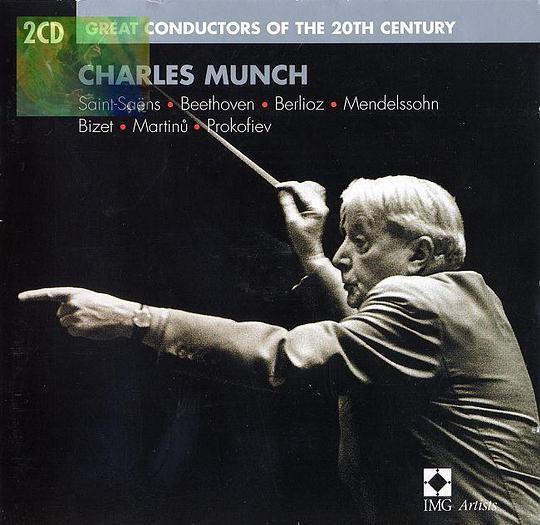 2CD
GREAT CONDUCTORS OF THE 20TH CENTURY
CHARLES MUNCH
Saint-Saëns • Beethoven • Berlioz • Mendelssohn
Bizet • Martinů • Prokofiev
IMG Artists